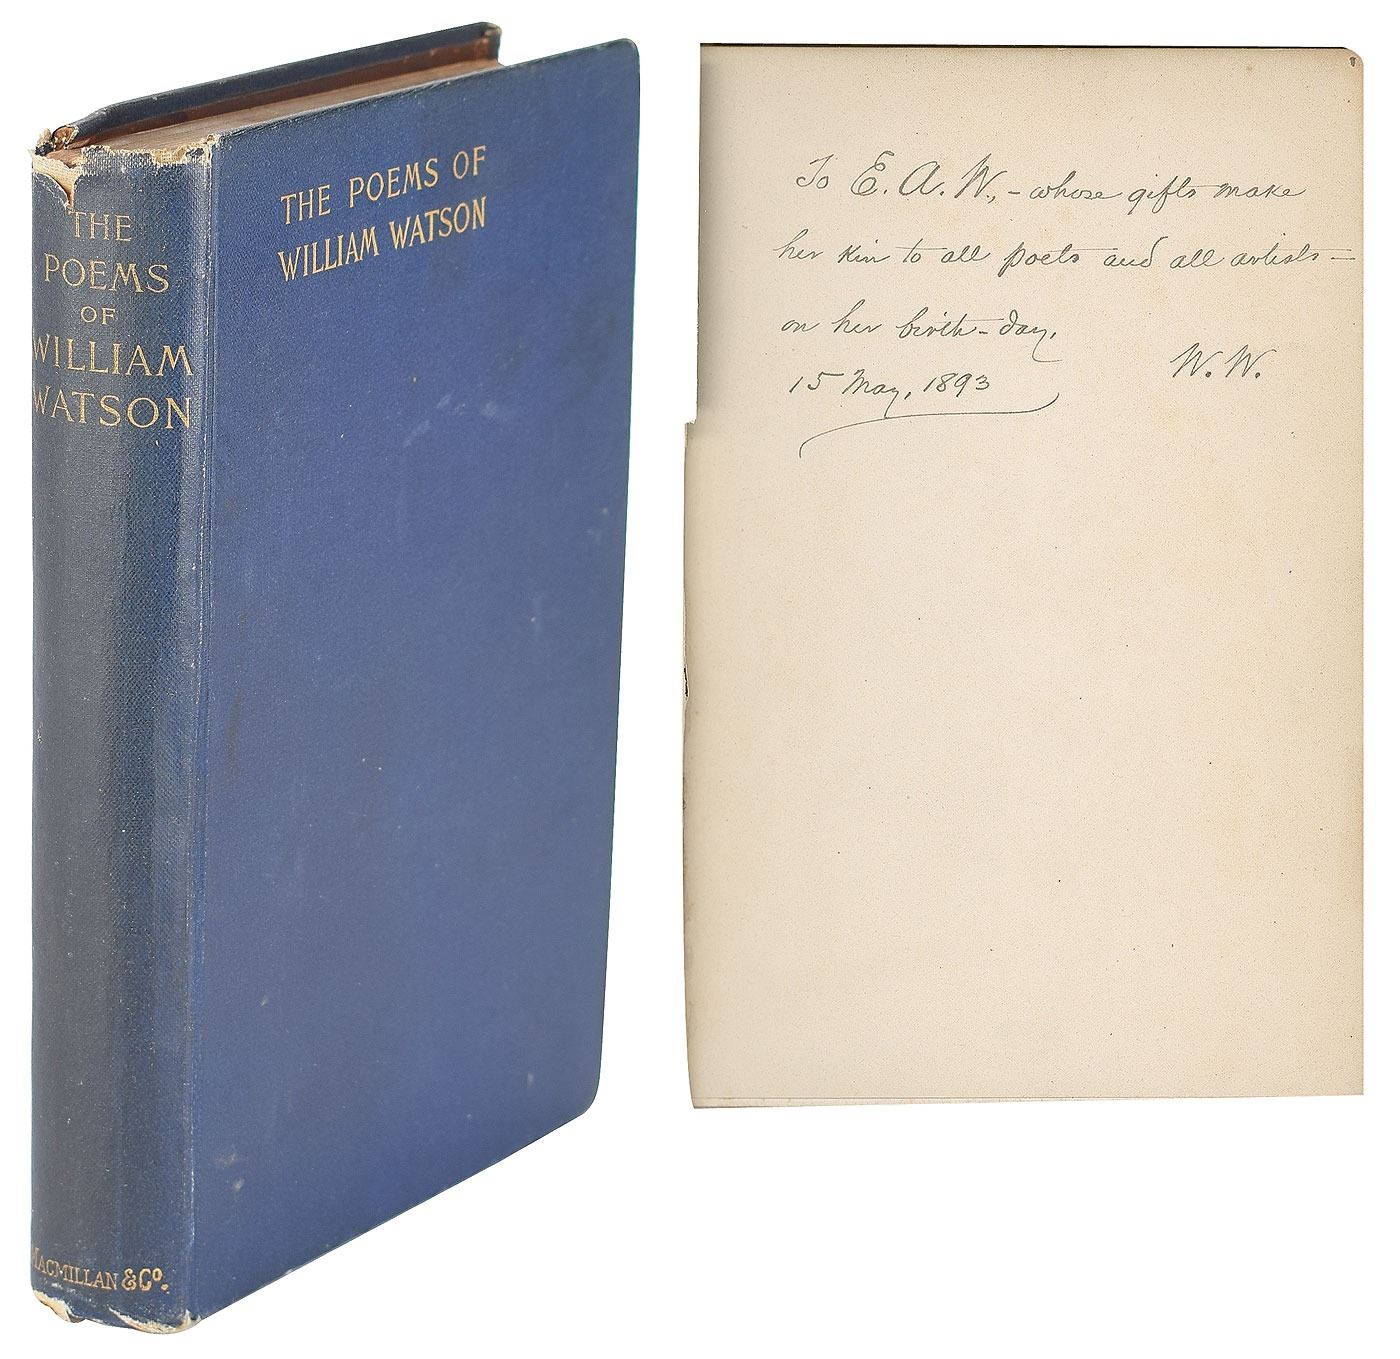 THE
POEMS
OF
WILLIAM
WATSON
MACMILLAN & Co.
THE POEMS OF
WILLIAM WATSON
To E. A. W., – whose gifts make
her kin to all poets and all artists –
on her birth-day,
15 May, 1893
W. W.